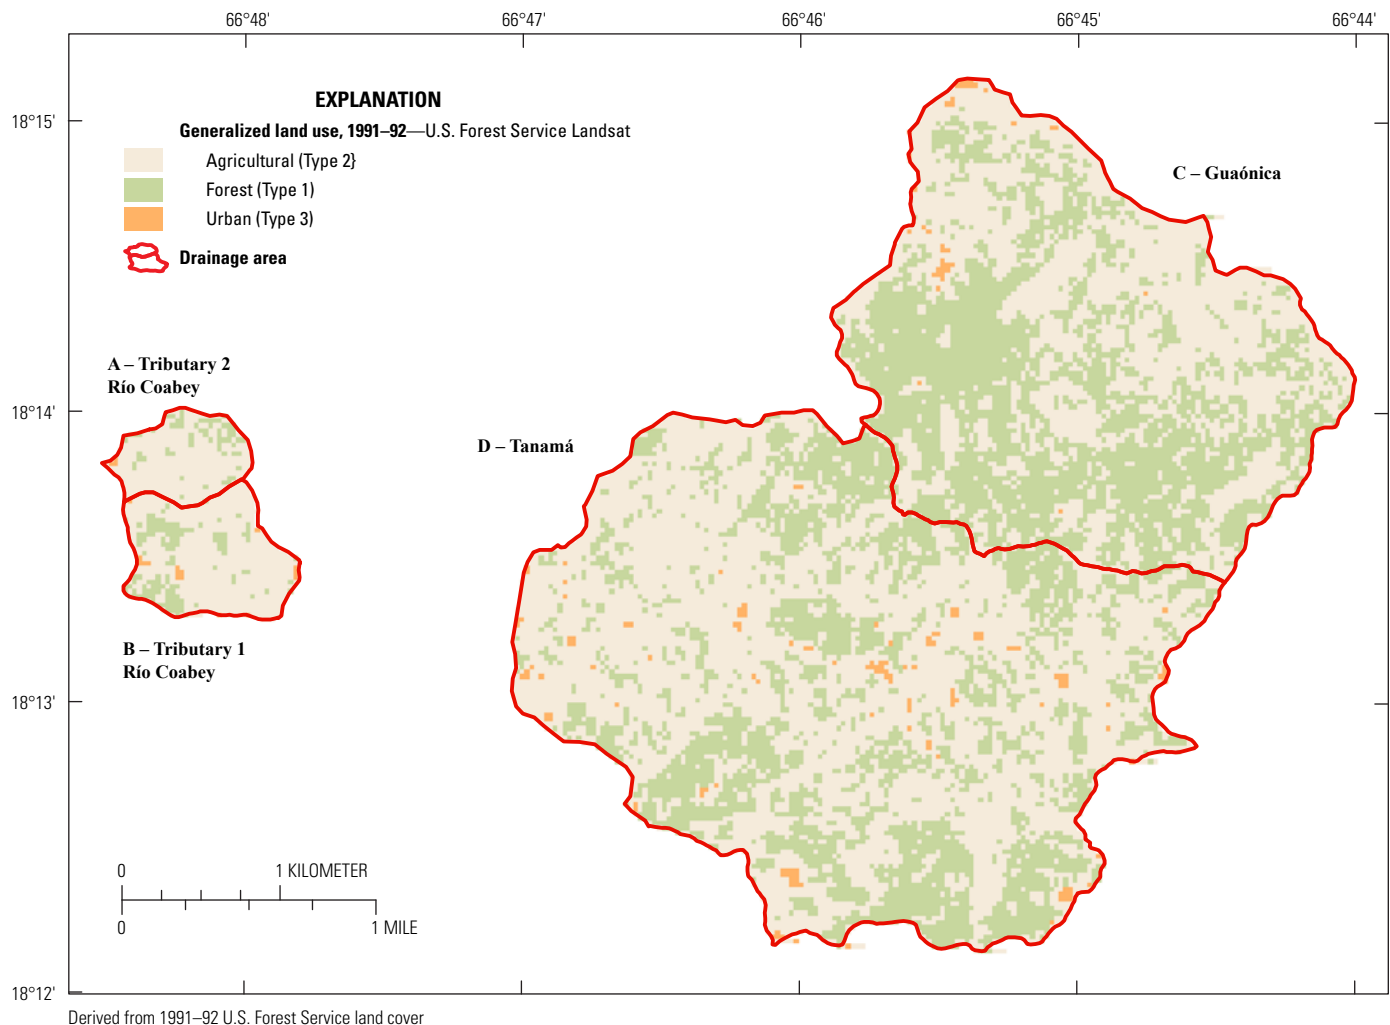 66°48'
66°47'
66°46'
66°45'
66°44'
EXPLANATION
Generalized land use, 1991–92—U.S. Forest Service Landsat
Agricultural (Type 2}
Forest (Type 1)
Urban (Type 3)
Drainage area
18°15'
C – Guaónica
A – Tributary 2
Río Coabey
18°14'
D – Tanamá
B – Tributary 1
Río Coabey
18°13'
0
1 KILOMETER
0
1 MILE
18°12'
Derived from 1991–92 U.S. Forest Service land cover